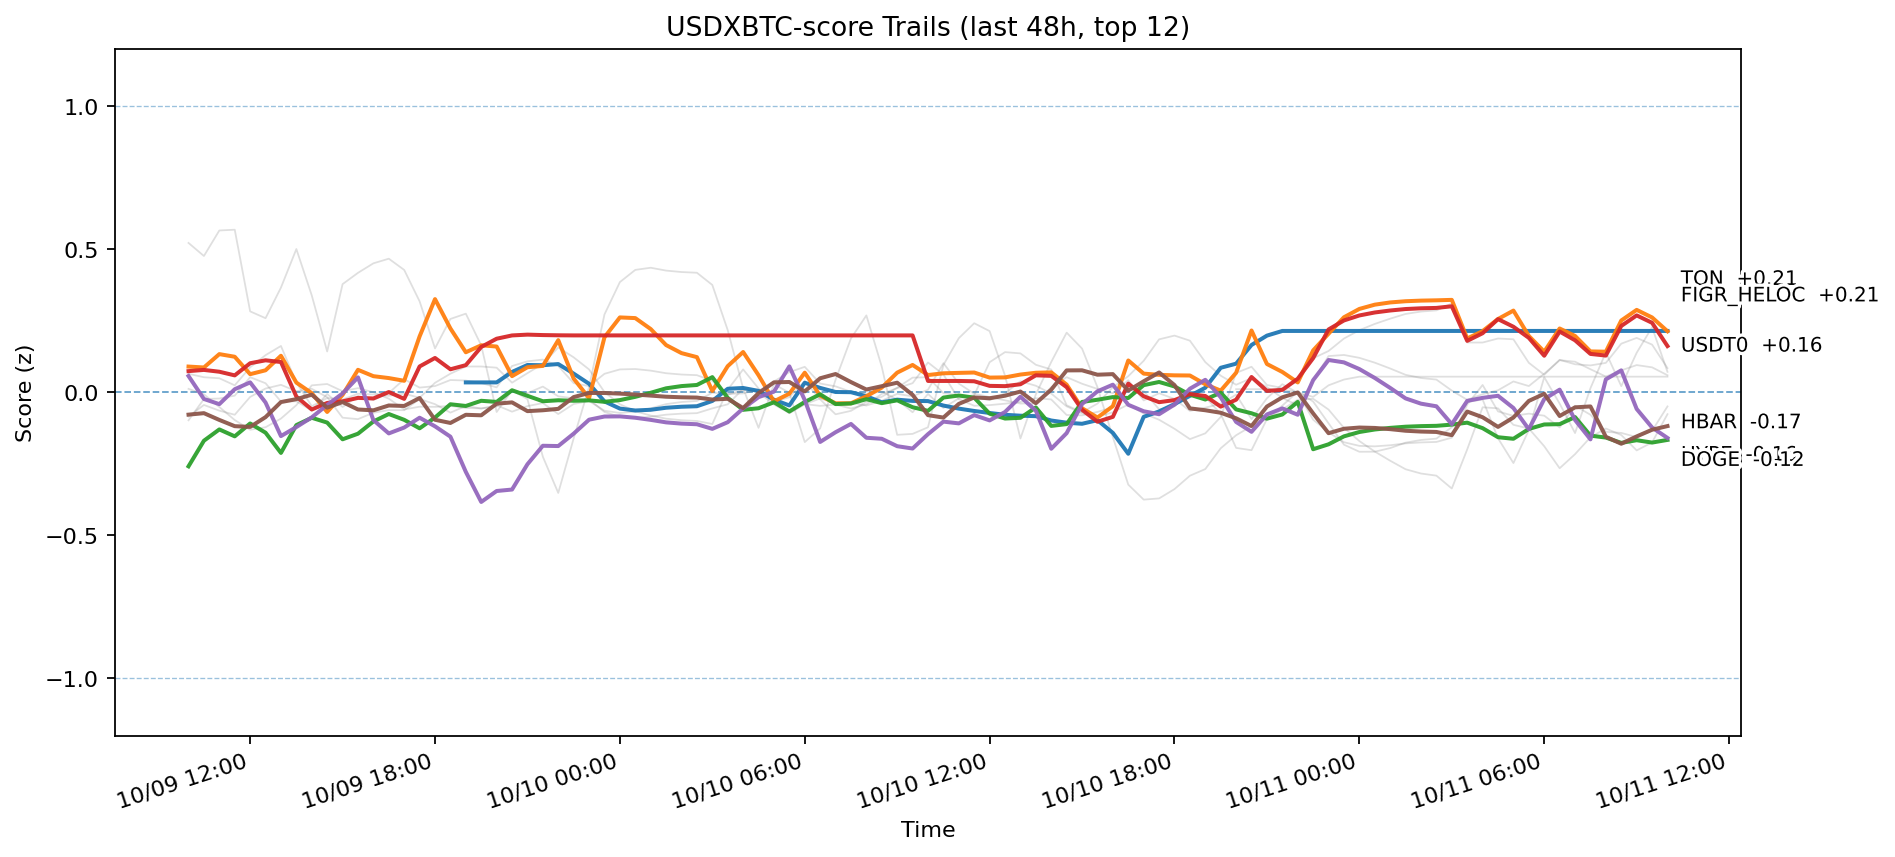 USDXBTC-score Trails (last 48h, top 12)
Score (z)
1.0
0.5
0.0
−0.5
−1.0
TON +0.21
FIGR_HELOC +0.21
USDT0 +0.16
HBAR -0.17
DOGE -0.12
10/09 12:00
10/09 18:00
10/10 00:00
10/10 06:00
10/10 12:00
10/10 18:00
10/11 00:00
10/11 06:00
10/11 12:00
Time